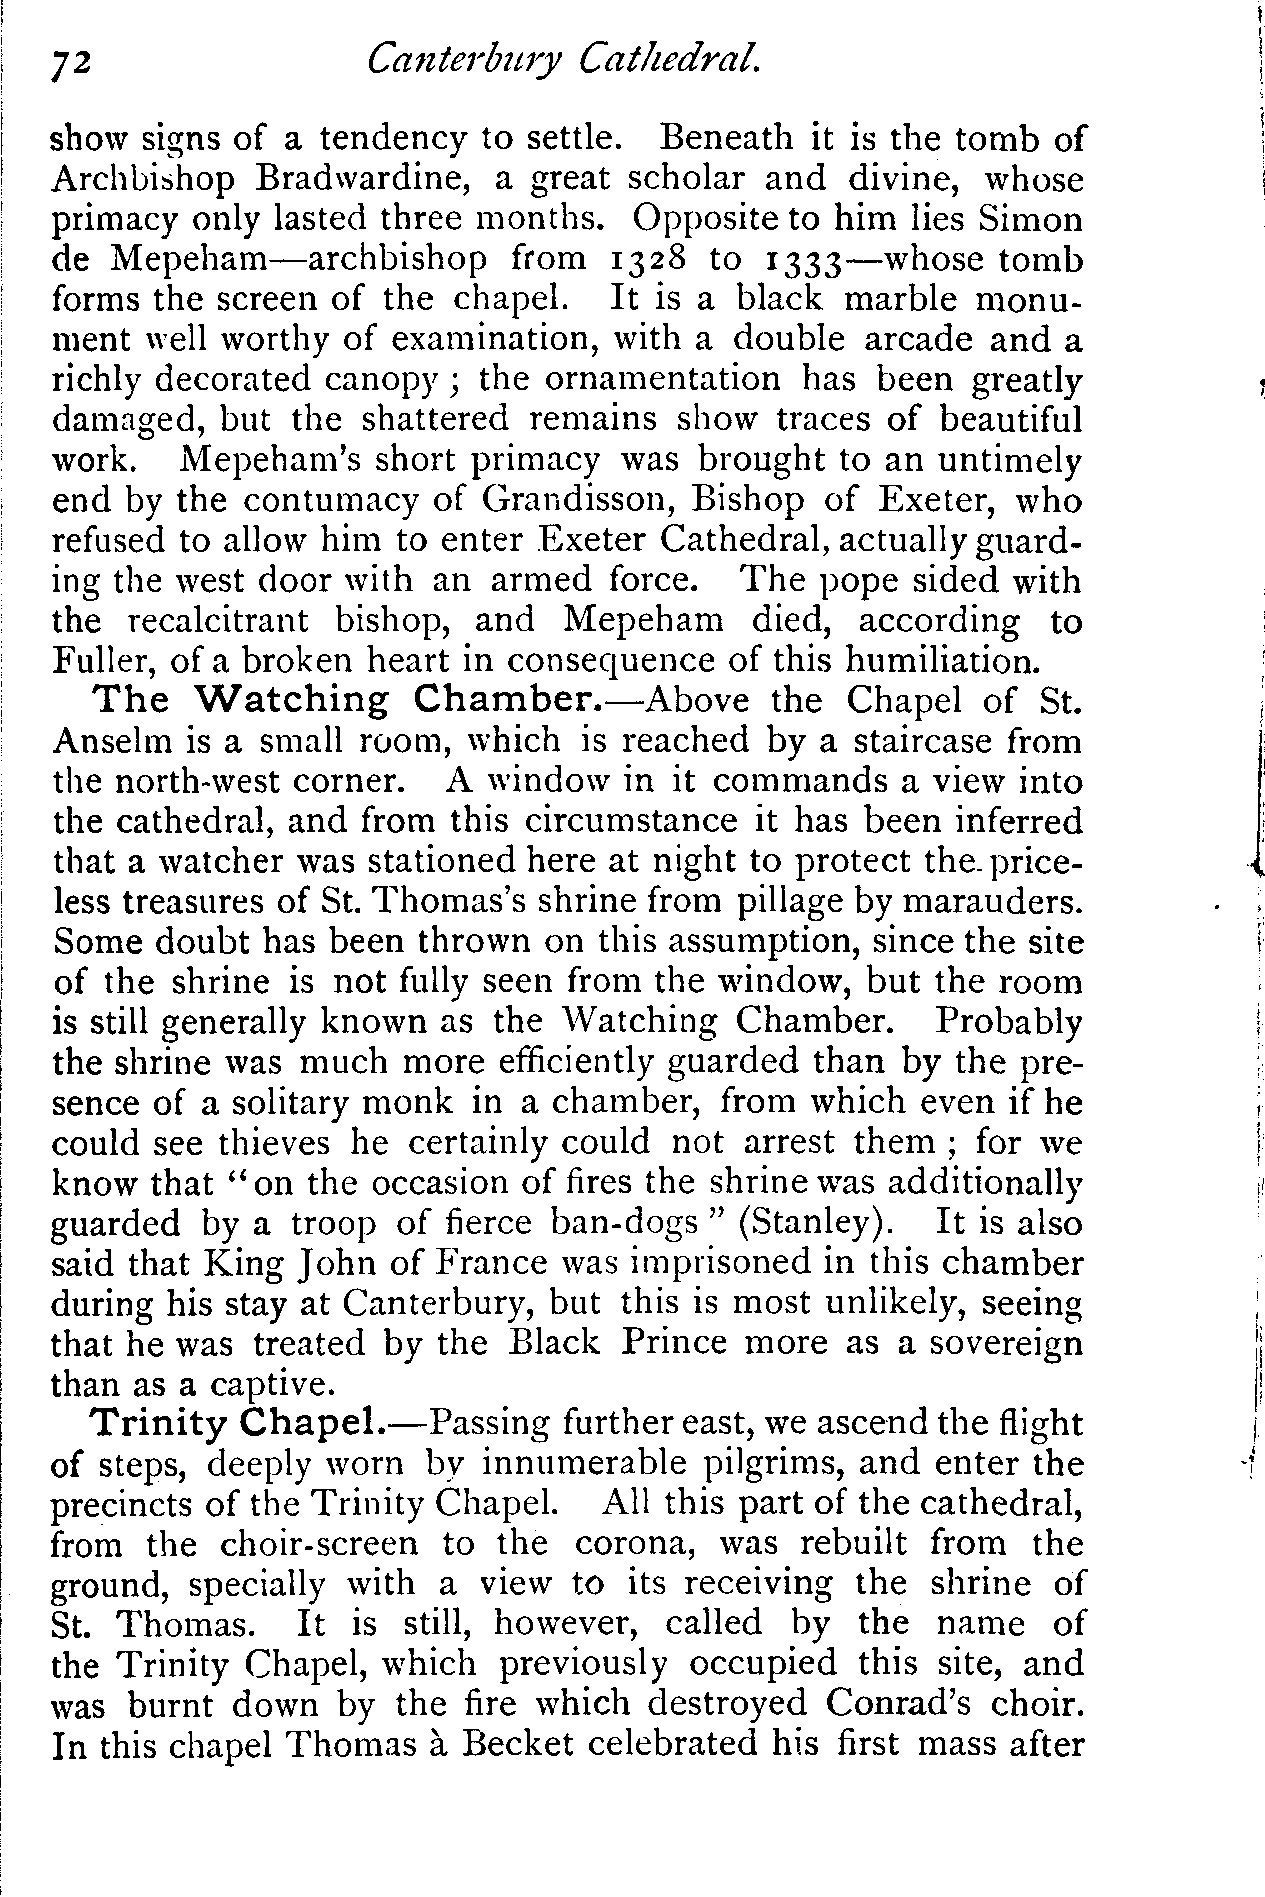 72 Canterbury Cathedral.
show signs of a tendency to settle. Beneath it is the tomb of
Archbishop Bradwardine, a great scholar and divine, whose
primacy only lasted three months. Opposite to him lies Simon
de Mepeham—archbishop from 1328 to 1333—whose tomb
forms the screen of the chapel. It is a black marble monu-
ment well worthy of examination, with a double arcade and a
richly decorated canopy ; the ornamentation has been greatly
damaged, but the shattered remains show traces of beautiful
work. Mepeham's short primacy was brought to an untimely
end by the contumacy of Grandisson, Bishop of Exeter, who
refused to allow him to enter Exeter Cathedral, actually guard-
ing the west door with an armed force. The pope sided with
the recalcitrant bishop, and Mepeham died, according to
Fuller, of a broken heart in consequence of this humiliation.
The Watching Chamber.—Above the Chapel of St.
Anselm is a small room, which is reached by a staircase from
the north-west corner. A window in it commands a view into
the cathedral, and from this circumstance it has been inferred
that a watcher was stationed here at night to protect the price-
less treasures of St. Thomas's shrine from pillage by marauders.
Some doubt has been thrown on this assumption, since the site
of the shrine is not fully seen from the window, but the room
is still generally known as the Watching Chamber. Probably
the shrine was much more efficiently guarded than by the pre-
sence of a solitary monk in a chamber, from which even if he
could see thieves he certainly could not arrest them ; for we
know that "on the occasion of fires the shrine was additionally
guarded by a troop of fierce ban-dogs" (Stanley). It is also
said that King John of France was imprisoned in this chamber
during his stay at Canterbury, but this is most unlikely, seeing
that he was treated by the Black Prince more as a sovereign
than as a captive.
Trinity Chapel.—Passing further east, we ascend the flight
of steps, deeply worn by innumerable pilgrims, and enter the
precincts of the Trinity Chapel. All this part of the cathedral,
from the choir-screen to the corona, was rebuilt from the
ground, specially with a view to its receiving the shrine of
St. Thomas. It is still, however, called by the name of
the Trinity Chapel, which previously occupied this site, and
was burnt down by the fire which destroyed Conrad's choir.
In this chapel Thomas à Becket celebrated his first mass after